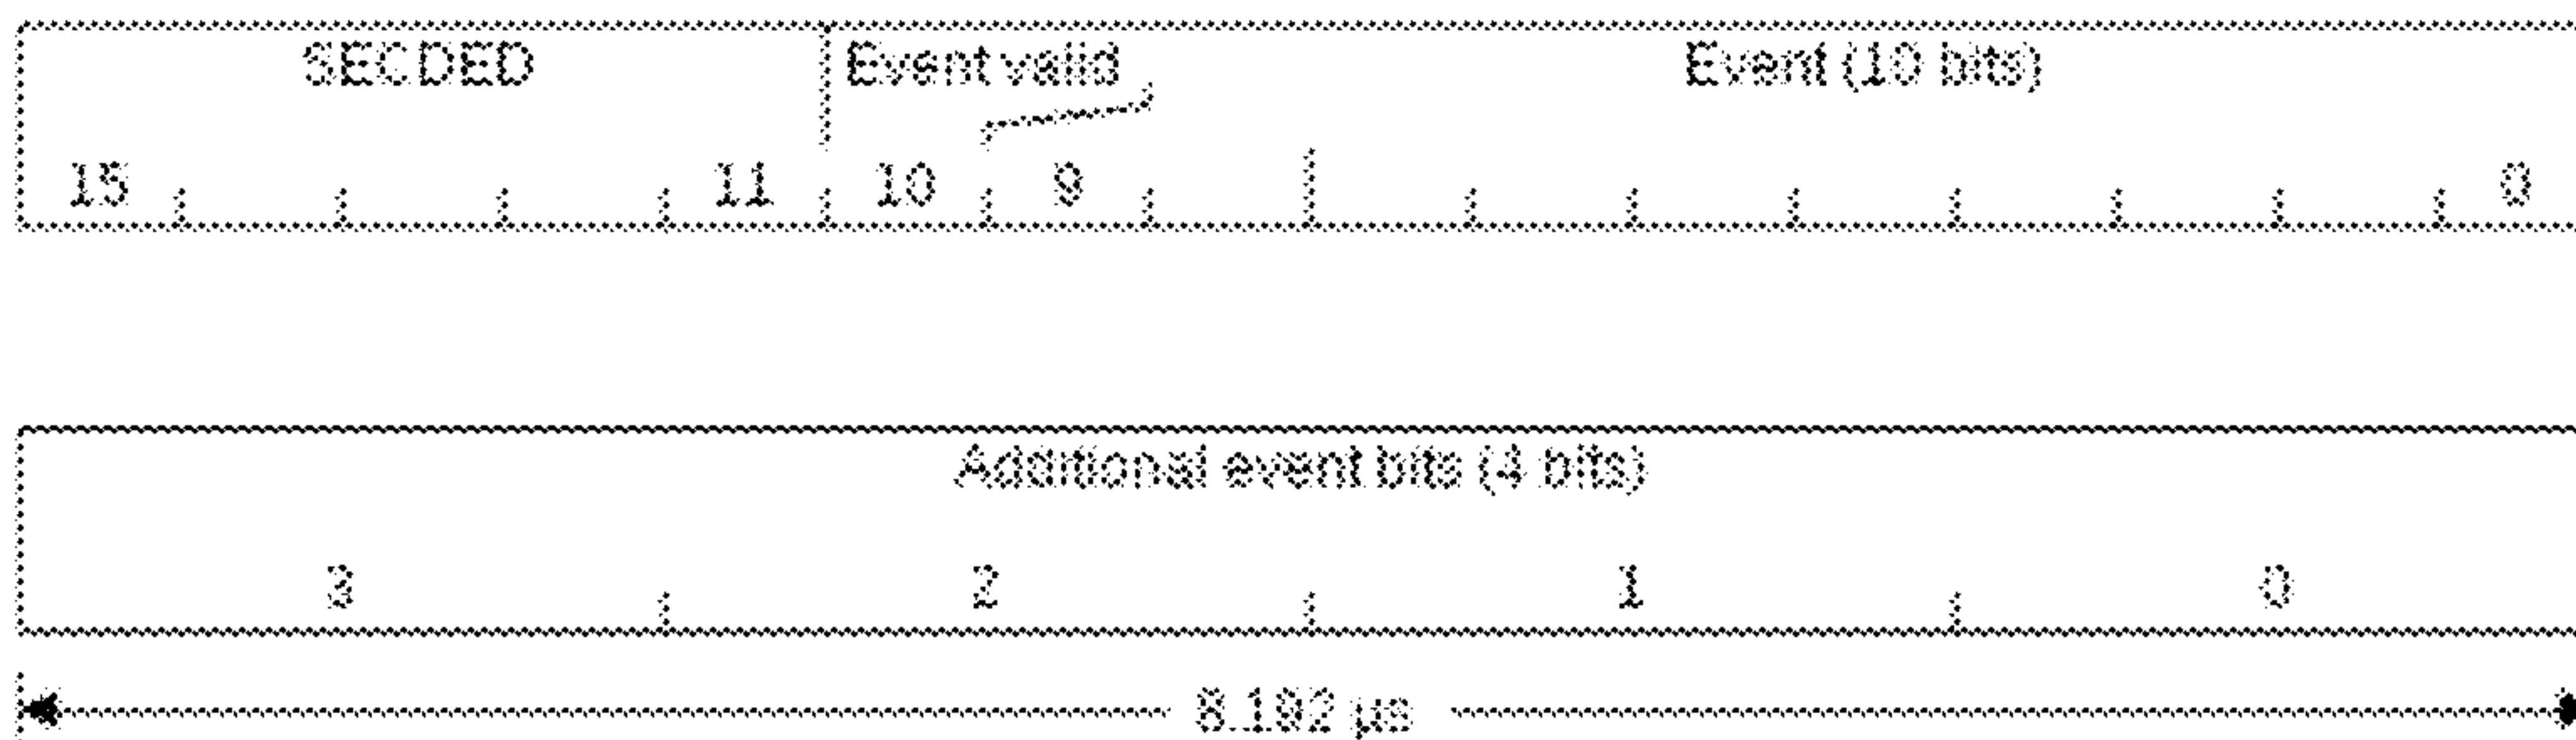 SECDED Event valid Event (10 bits)
15 11 10 9 0
Additional event bits (4 bits)
3 2 1 0
8.192 µs